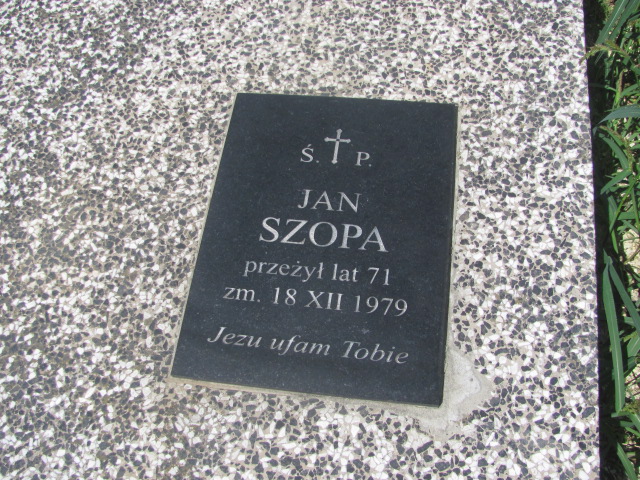 Ś. P.
JAN
SZOPA
przeżył lat 71
zm. 18 XII 1979
Jezu ufam Tobie